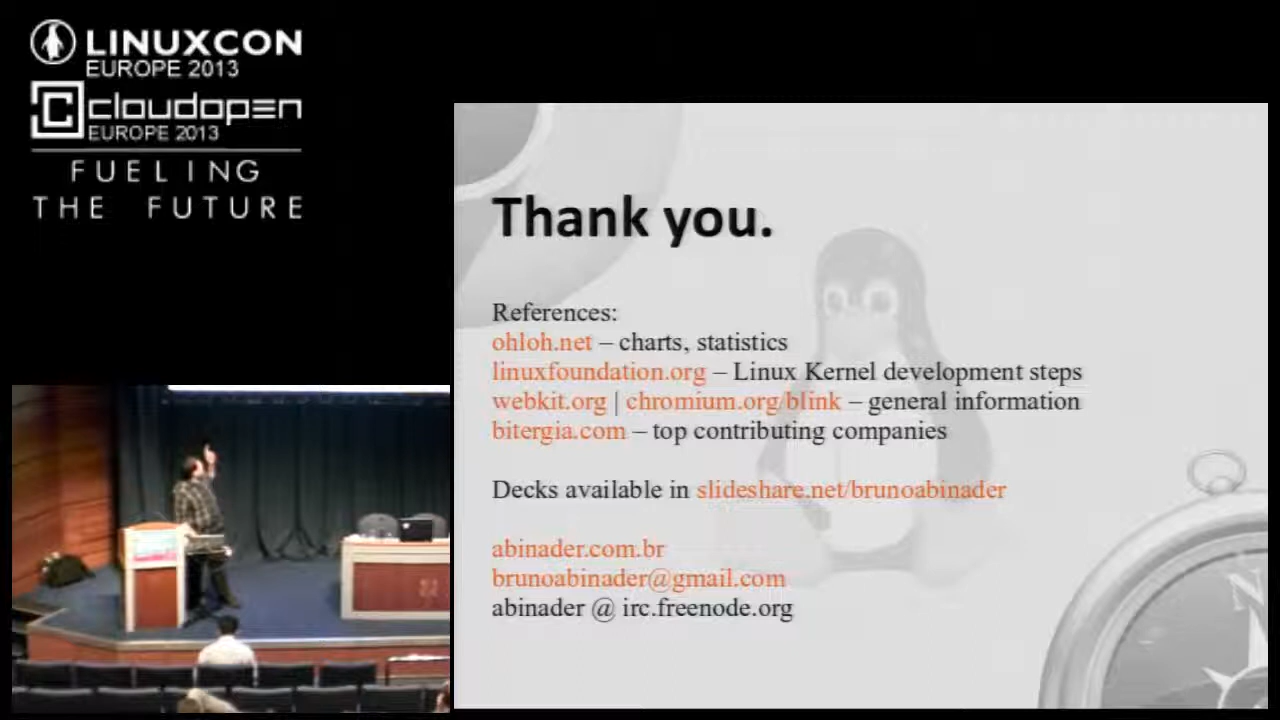 LINUXCON
EUROPE 2013
cloudopen
EUROPE 2013
FUELING
THE FUTURE
Thank you.
References:
ohloh.net – charts, statistics
linuxfoundation.org – Linux Kernel development steps
webkit.org | chromium.org/blink – general information
bitergia.com – top contributing companies
Decks available in slideshare.net/brunoabinader
abinader.com.br
brunoabinader@gmail.com
abinader @ irc.freenode.org
N